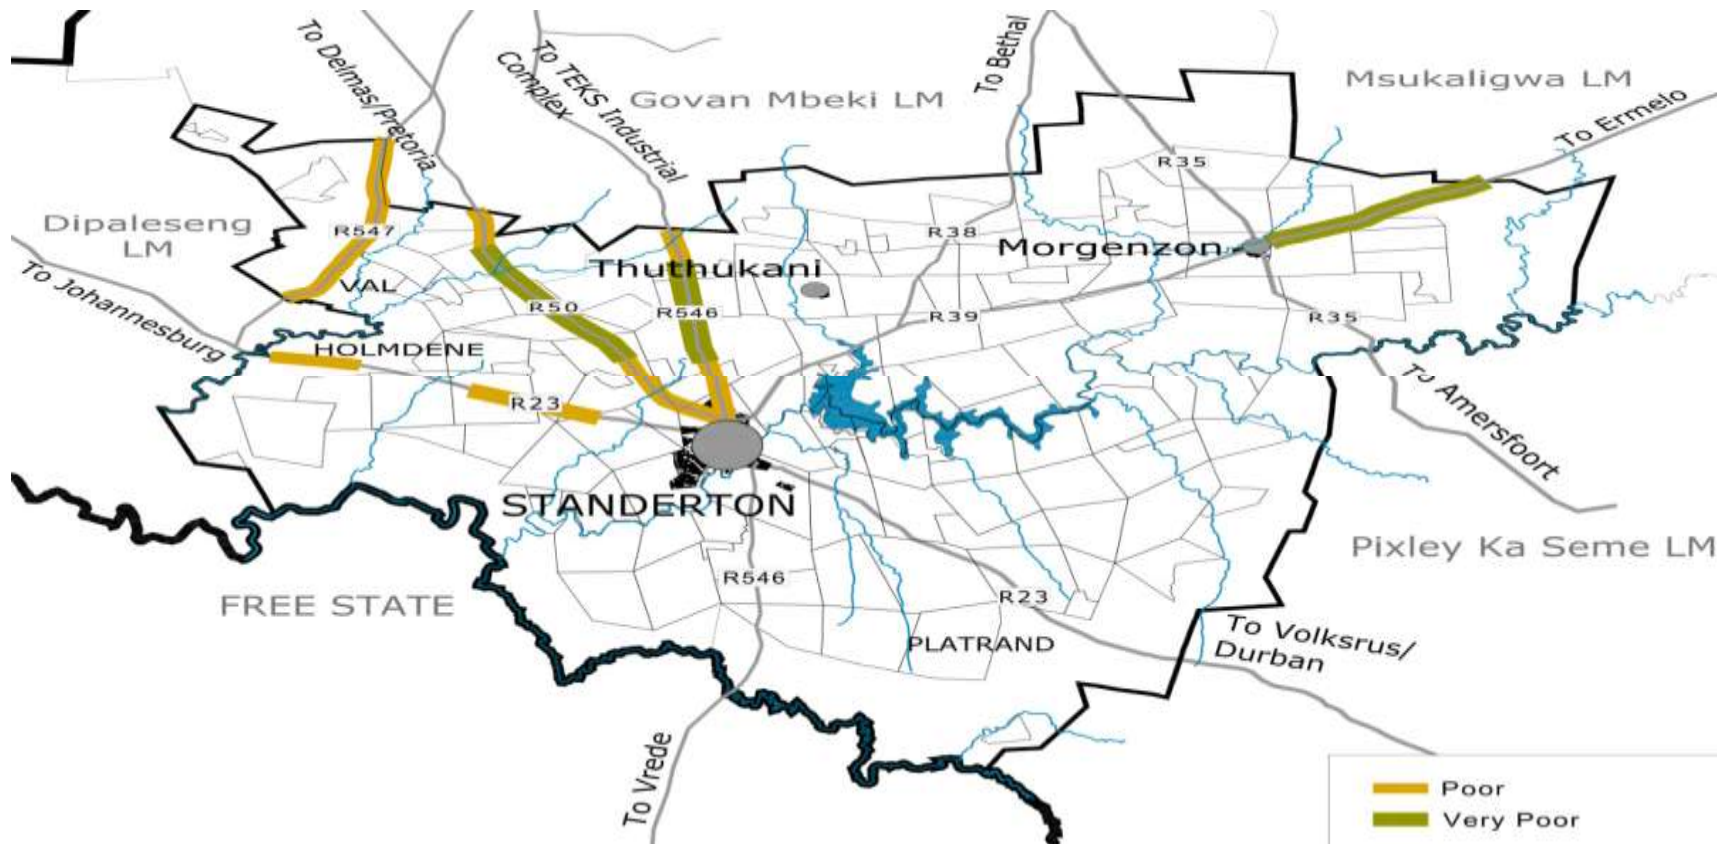 To Delmas/Pretoria
To TEKS Industrial
Complex
To Bethal
Govan Mbeki LM
Msukaligwa LM
To Ermelo
R35
Dipaleseng
LM
R547
R38
Morgenzon
To Johannesburg
VAL
Thuthukani
R50
R546
R39
R35
HOLMDENE
R23
To Amersfoort
STANDERTON
Pixley Ka Seme LM
R546
R23
FREE STATE
PLATRAND
To Volksrus/
Durban
To Vrede
Poor
Very Poor